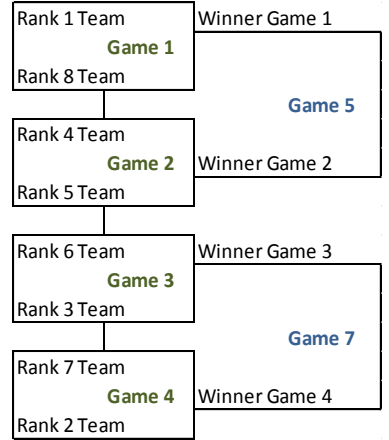 Rank 1 Team
Winner Game 1
Game 1
Rank 8 Team
Game 5
Rank 4 Team
Game 2
Winner Game 2
Rank 5 Team
Rank 6 Team
Winner Game 3
Game 3
Rank 3 Team
Game 7
Rank 7 Team
Game 4
Winner Game 4
Rank 2 Team